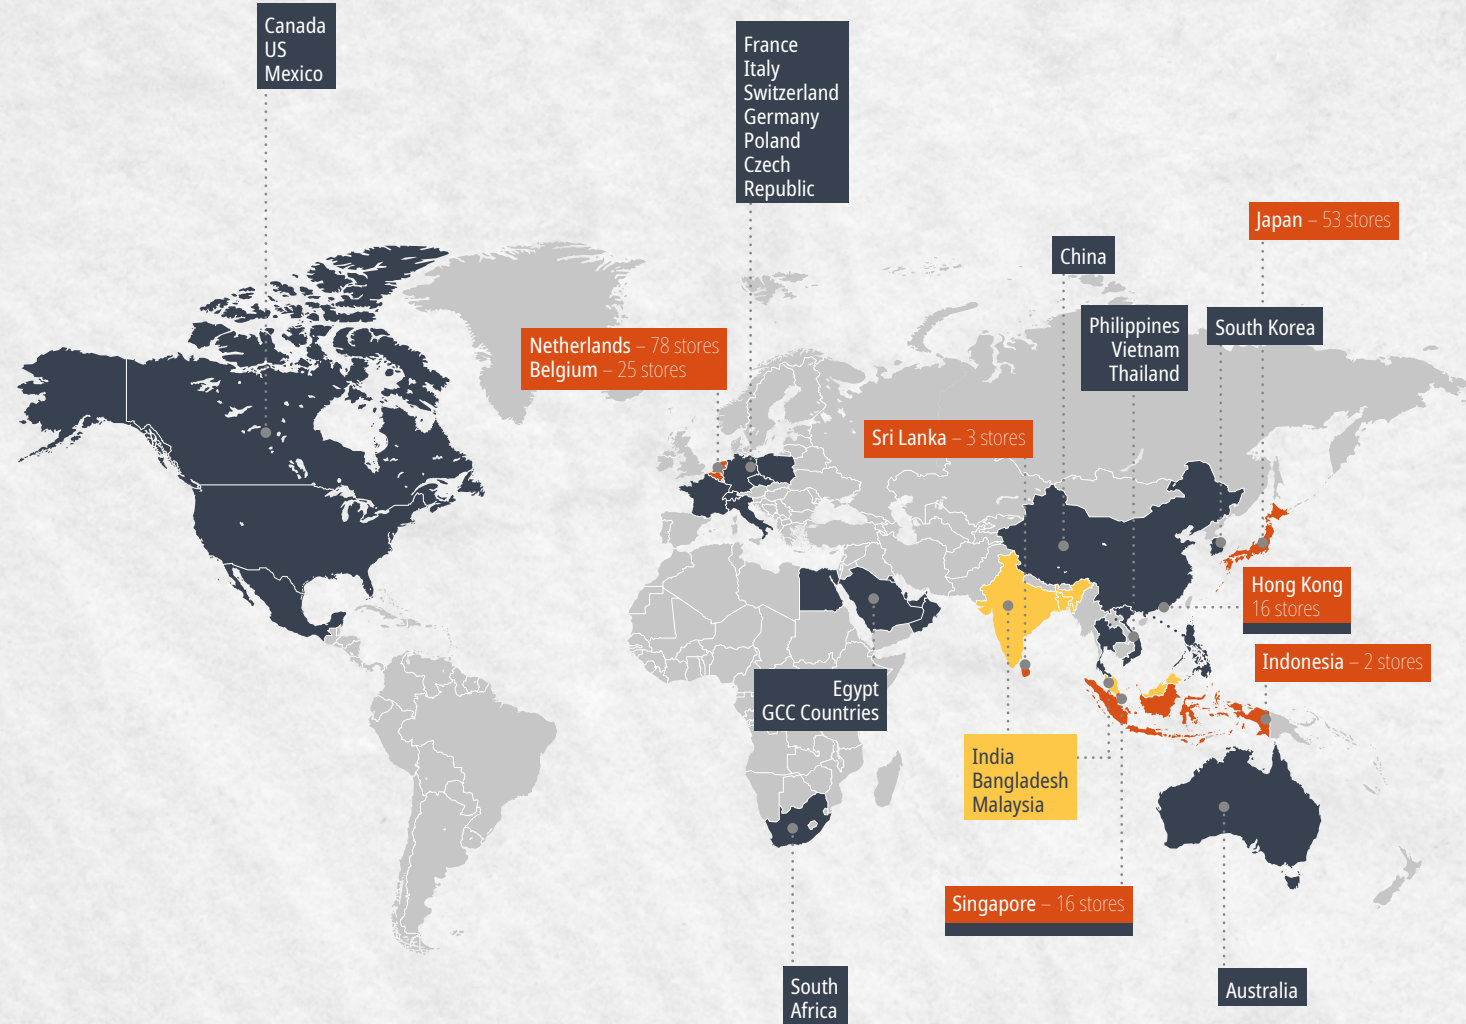 Canada
US
Mexico
France
Italy
Switzerland
Germany
Poland
Czech
Republic
Japan – 53 stores
China
Philippines
Vietnam
Thailand
South Korea
Netherlands – 78 stores
Belgium – 25 stores
Sri Lanka – 3 stores
Hong Kong
16 stores
Indonesia – 2 stores
Egypt
GCC Countries
India
Bangladesh
Malaysia
Singapore – 16 stores
South
Africa
Australia